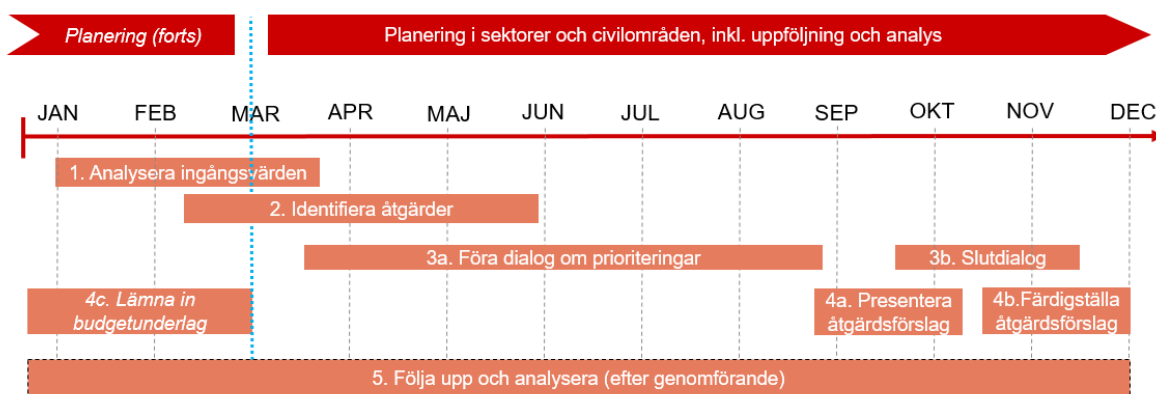 Planering (forts)
Planering i sektorer och civilområden, inkl. uppföljning och analys
JAN FEB MAR APR MAJ JUN JUL AUG SEP OKT NOV DEC
1. Analysera ingångsvärden
2. Identifiera åtgärder
3a. Föra dialog om prioriteringar
3b. Slutdialog
4c. Lämna in
budgetunderlag
4a. Presentera
åtgärdsförslag
4b.Färdigställa
åtgärdsförslag
5. Följa upp och analysera (efter genomförande)